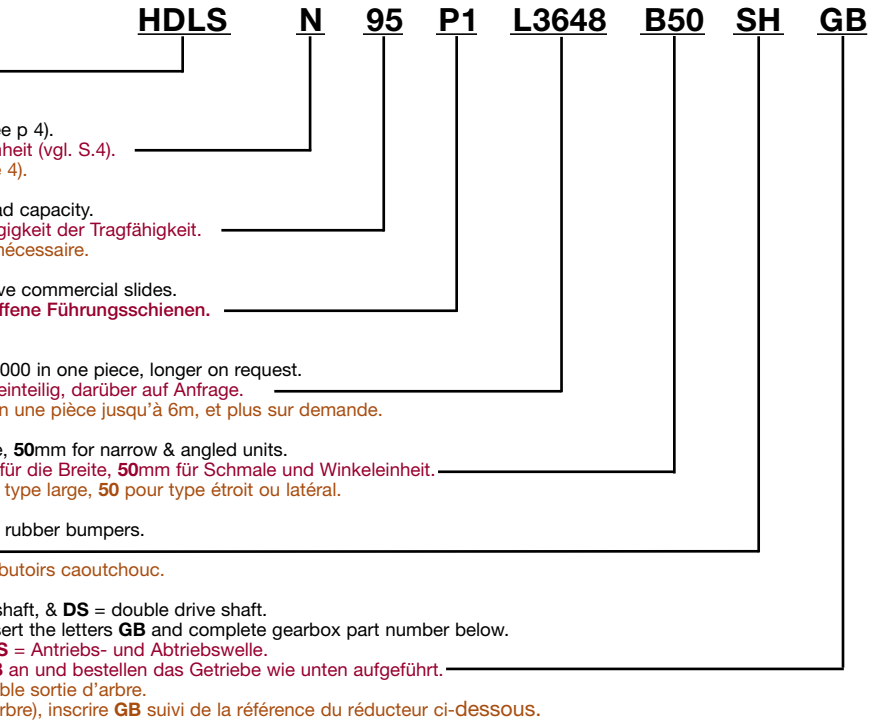 HDLS N 95 P1 L3648 B50 SH GB
e p 4).
heit (vgl. S.4).
4).
ad capacity.
gigkeit der Tragfähigkeit.
nécessaire.
ve commercial slides.
ffene Führungsschienen.
000 in one piece, longer on request.
einteilig, darüber auf Anfrage.
n une pièce jusqu'à 6m, et plus sur demande.
e, 50mm for narrow & angled units.
für die Breite, 50mm für Schmale und Winkeleinheit.
type large, 50 pour type étroit ou latéral.
rubber bumpers.
butoirs caoutchouc.
shaft, & DS = double drive shaft.
sert the letters GB and complete gearbox part number below.
S = Antriebs- und Abtriebswelle.
B an und bestellen das Getriebe wie unten aufgeführt.
ble sortie d'arbre.
rbre), inscrire GB suivi de la référence du réducteur ci-dessous.